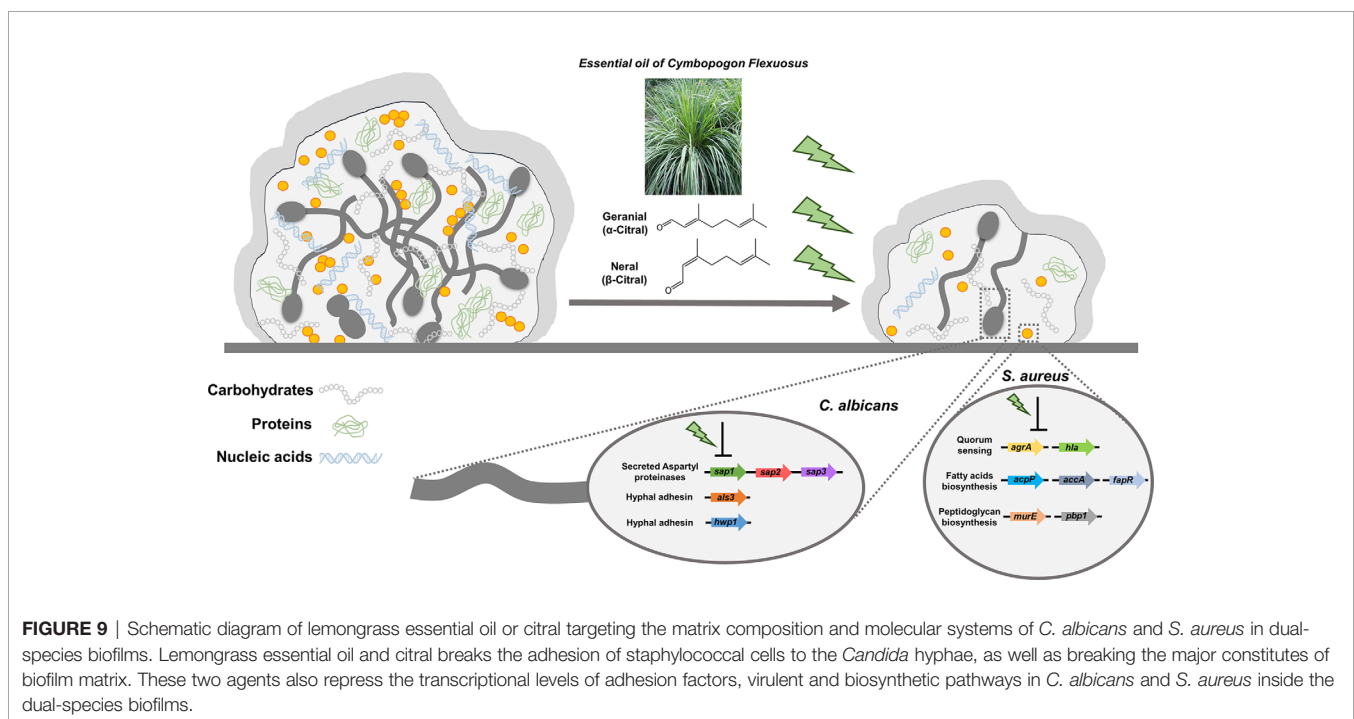 Essential oil of Cymbopogon Flexuosus
Geranial
(α-Citral)
O
Neral
(β-Citral)
O
Carbohydrates
Proteins
Nucleic acids
C. albicans
Secreted Aspartyl
proteinases
sap1
sap2
sap3
Hyphal adhesin
als3
Hyphal adhesin
hwp1
S. aureus
Quorum
sensing
agrA
hla
Fatty acids
biosynthesis
acpP
accA
fapR
Peptidoglycan
biosynthesis
murE
pbp1
FIGURE 9 | Schematic diagram of lemongrass essential oil or citral targeting the matrix composition and molecular systems of C. albicans and S. aureus in dual-
species biofilms. Lemongrass essential oil and citral breaks the adhesion of staphylococcal cells to the Candida hyphae, as well as breaking the major constitutes of
biofilm matrix. These two agents also repress the transcriptional levels of adhesion factors, virulent and biosynthetic pathways in C. albicans and S. aureus inside the
dual-species biofilms.